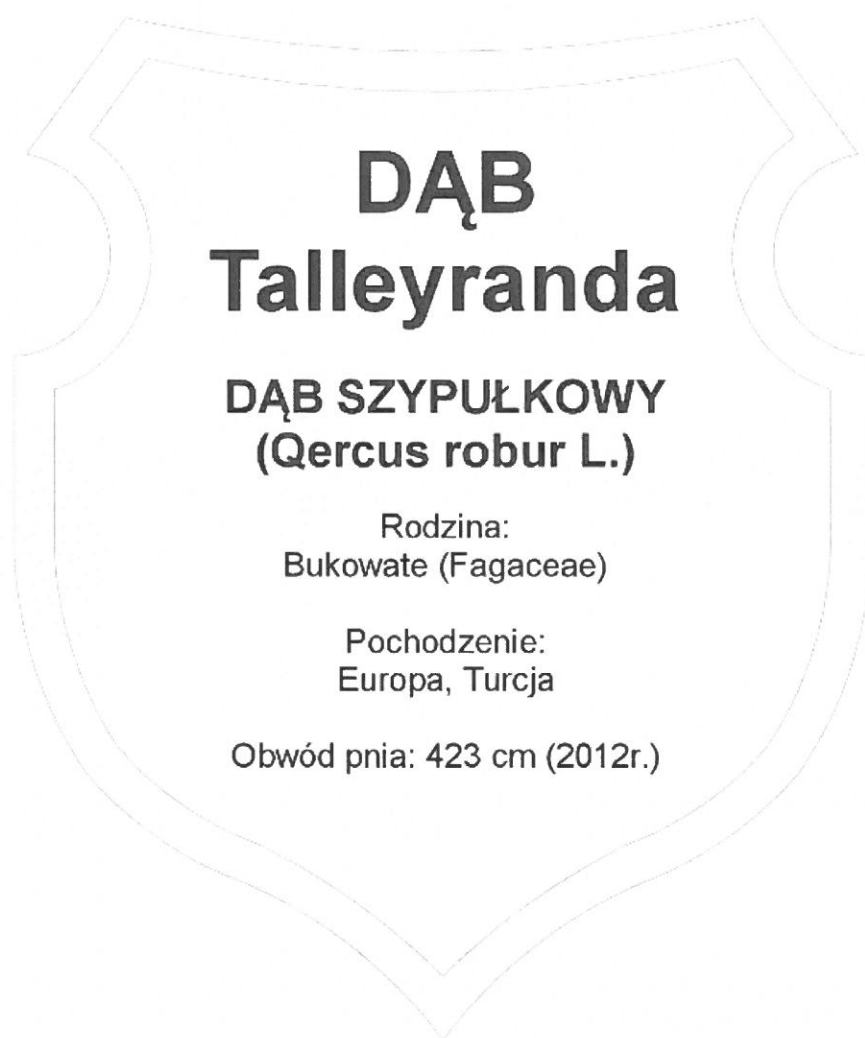 DĄB
Talleyranda
DĄB SZYPUŁKOWY
(Qercus robur L.)
Rodzina:
Bukowate (Fagaceae)
Pochodzenie:
Europa, Turcja
Obwód pnia: 423 cm (2012r.)